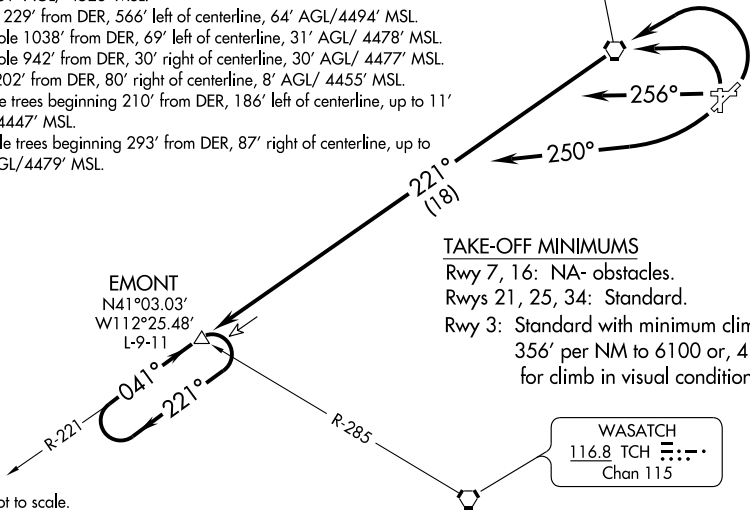 229' from DER, 566' left of centerline, 64' AGL/4494' MSL.
ole 1038' from DER, 69' left of centerline, 31' AGL/ 4478' MSL.
ole 942' from DER, 30' right of centerline, 30' AGL/ 4477' MSL.
202' from DER, 80' right of centerline, 8' AGL/ 4455' MSL.
e trees beginning 210' from DER, 186' left of centerline, up to 11'
4447' MSL.
le trees beginning 293' from DER, 87' right of centerline, up to
GL/4479' MSL.
256°
250°
221°
(18)
TAKE-OFF MINIMUMS
Rwy 7, 16: NA- obstacles.
Rwys 21, 25, 34: Standard.
Rwy 3: Standard with minimum clim
356' per NM to 6100 or, 4
for climb in visual condition
EMONT
N41°03.03'
W112°25.48'
L-9-11
041°
221°
R-221
R-285
WASATCH
116.8 TCH
Chan 115
ot to scale.